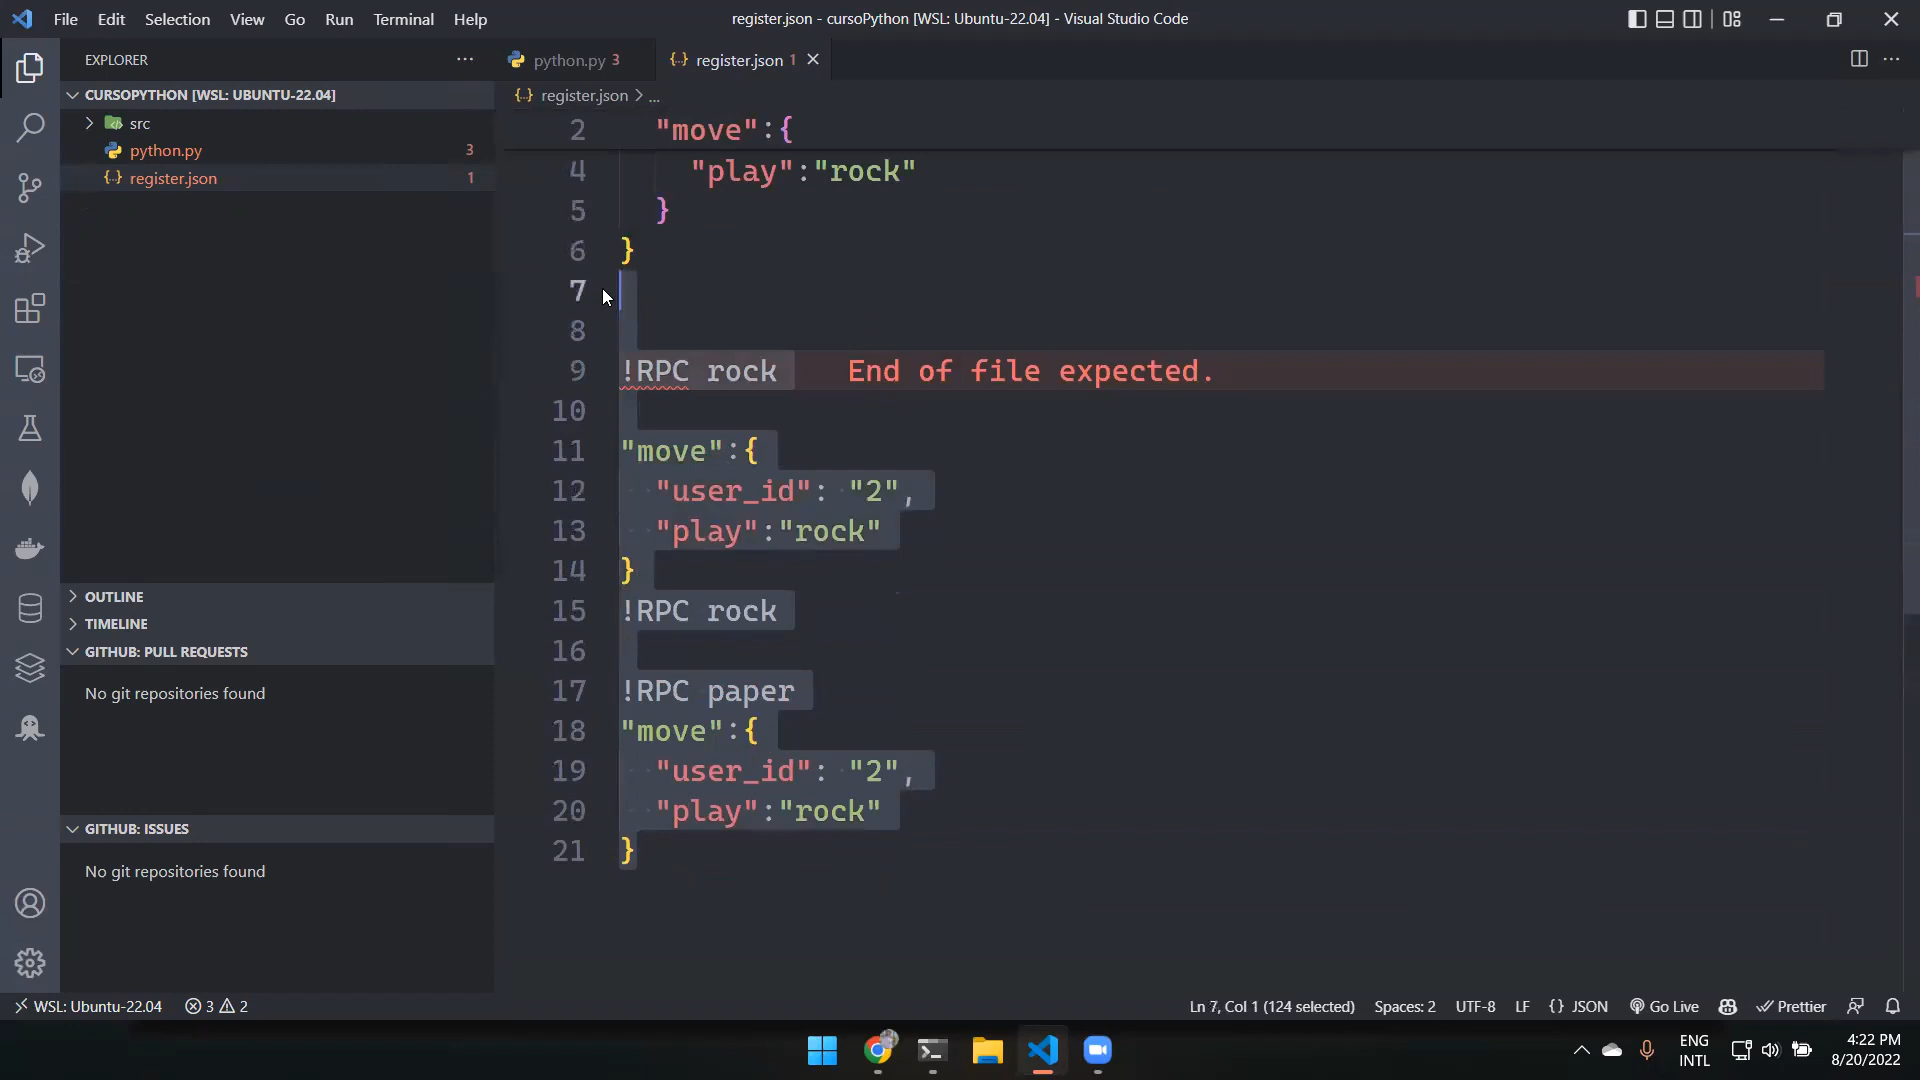 File Edit Selection View Go Run Terminal Help
register.json - cursoPython [WSL: Ubuntu-22.04] - Visual Studio Code
EXPLORER
CURSOPYTHON [WSL: UBUNTU-22.04]
src
python.py 3
register.json 1
OUTLINE
TIMELINE
GITHUB: PULL REQUESTS
No git repositories found
GITHUB: ISSUES
No git repositories found
python.py 3
register.json 1
{··} register.json > ...
2 "move":{
4 "play":"rock"
5 }
6 }
7
8
9 !RPC rock End of file expected.
10
11 "move":{
12 "user_id": "2",
13 "play":"rock"
14 }
15 !RPC rock
16
17 !RPC paper
18 "move":{
19 "user_id": "2",
20 "play":"rock"
21 }
WSL: Ubuntu-22.04 3 2
Ln 7, Col 1 (124 selected) Spaces: 2 UTF-8 LF {} JSON Go Live Prettier
ENG
INTL
4:22 PM
8/20/2022